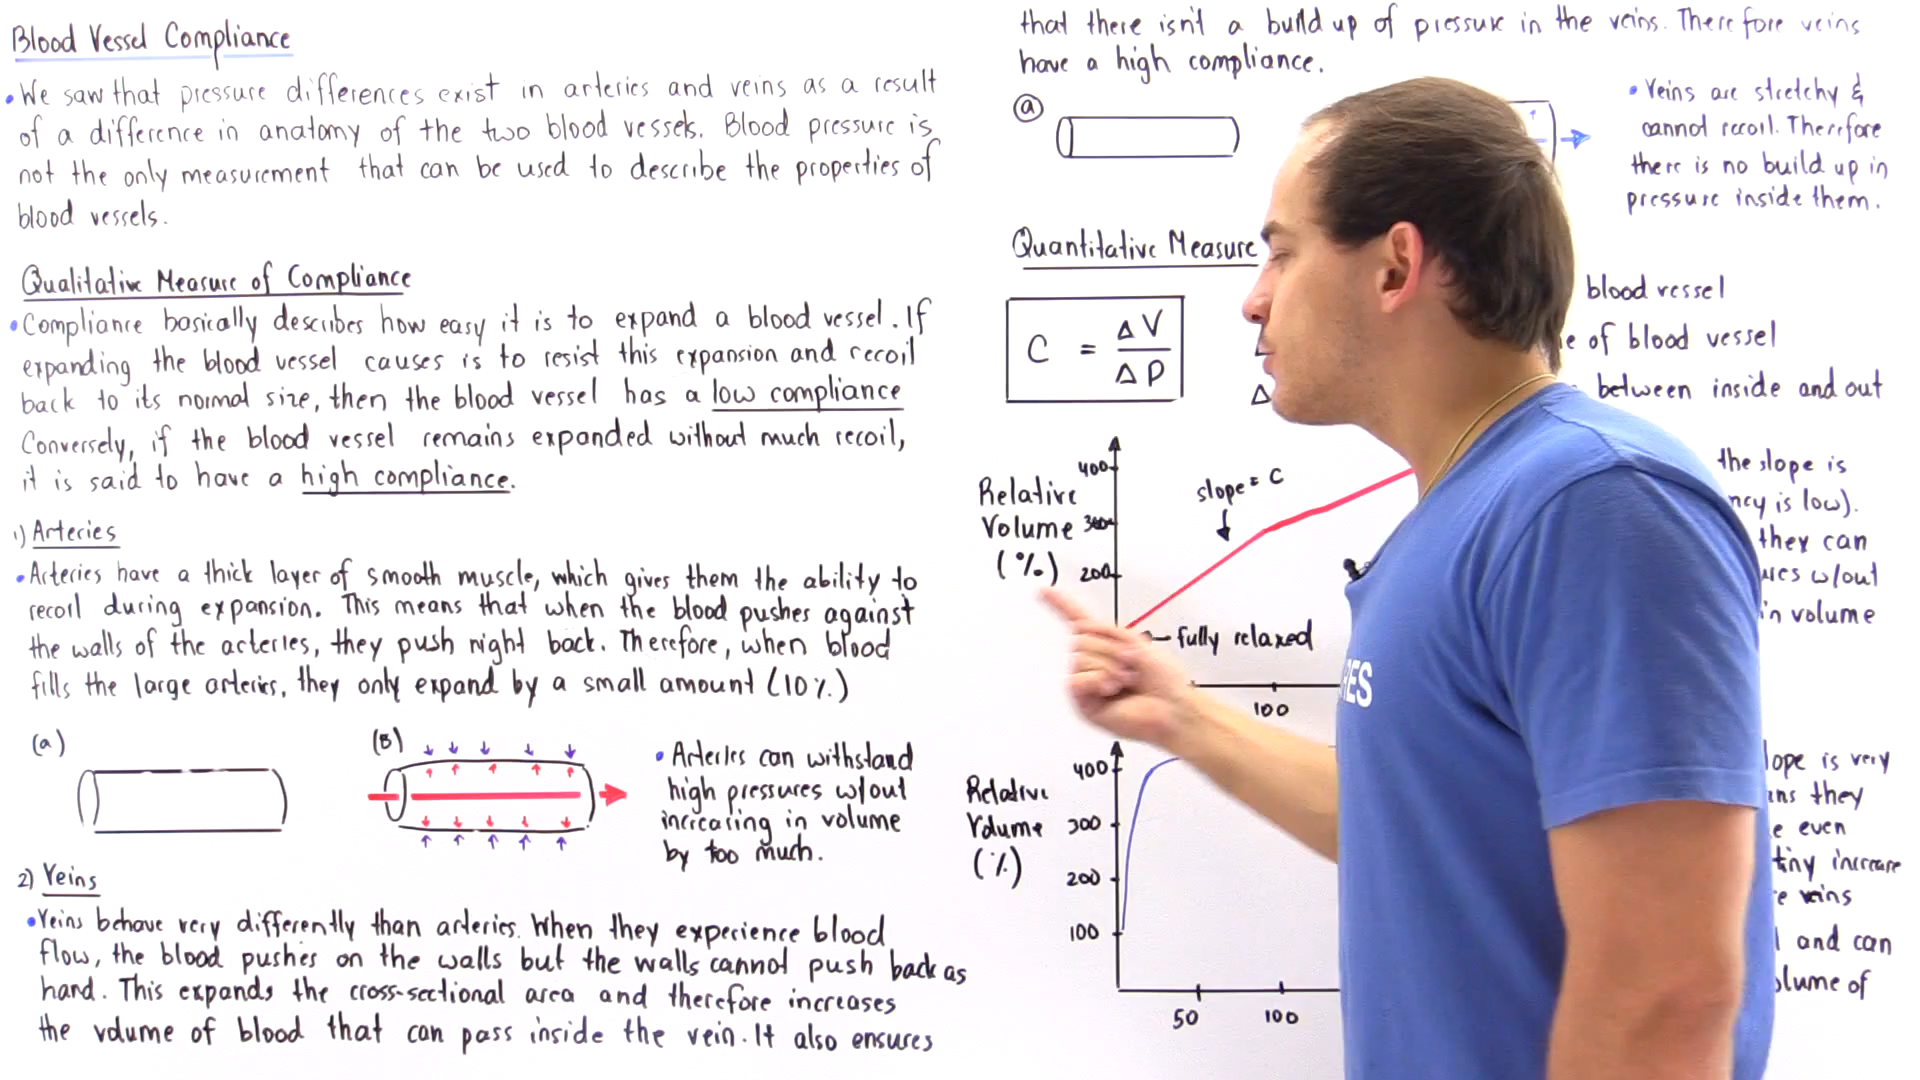 Blood Vessel Compliance
• We saw that pressure differences exist in arteries and veins as a result
of a difference in anatomy of the two blood vessels. Blood pressure is
not the only measurement that can be used to describe the properties of
blood vessels.
Qualitative Measure of Compliance
• Compliance basically describes how easy it is to expand a blood vessel. If
expanding the blood vessel causes is to resist this expansion and recoil
back to its normal size, then the blood vessel has a low compliance
Conversely, if the blood vessel remains expanded without much recoil,
it is said to have a high compliance.
1) Arteries
• Arteries have a thick layer of smooth muscle, which gives them the ability to
recoil during expansion. This means that when the blood pushes against
the walls of the arteries, they push right back. Therefore, when blood
fills the large arteries, they only expand by a small amount (10%)
(a)
(B)
• Arteries can withstand
high pressures w/out
increasing in volume
by too much.
2) Veins
• Veins behave very differently than arteries. When they experience blood
flow, the blood pushes on the walls but the walls cannot push back as
hard. This expands the cross-sectional area and therefore increases
the volume of blood that can pass inside the vein. It also ensures
that there isn't a build up of pressure in the veins. Therefore veins
have a high compliance.
(a)
• Veins are stretchy &
cannot recoil. Therefore
there is no build up in
pressure inside them.
Quantitative Measure
C = ΔV
ΔP
blood vessel
of blood vessel
Δ between inside and out
400
300
200
Relative
Volume
(%)
slope = C
fully relaxed
100
the slope is
is low).
they can
w/out
in volume
Relative
Volume
(%)
400
300
200
100
50 100
is very
they
even
tiny increase
veins
and can
of
ES